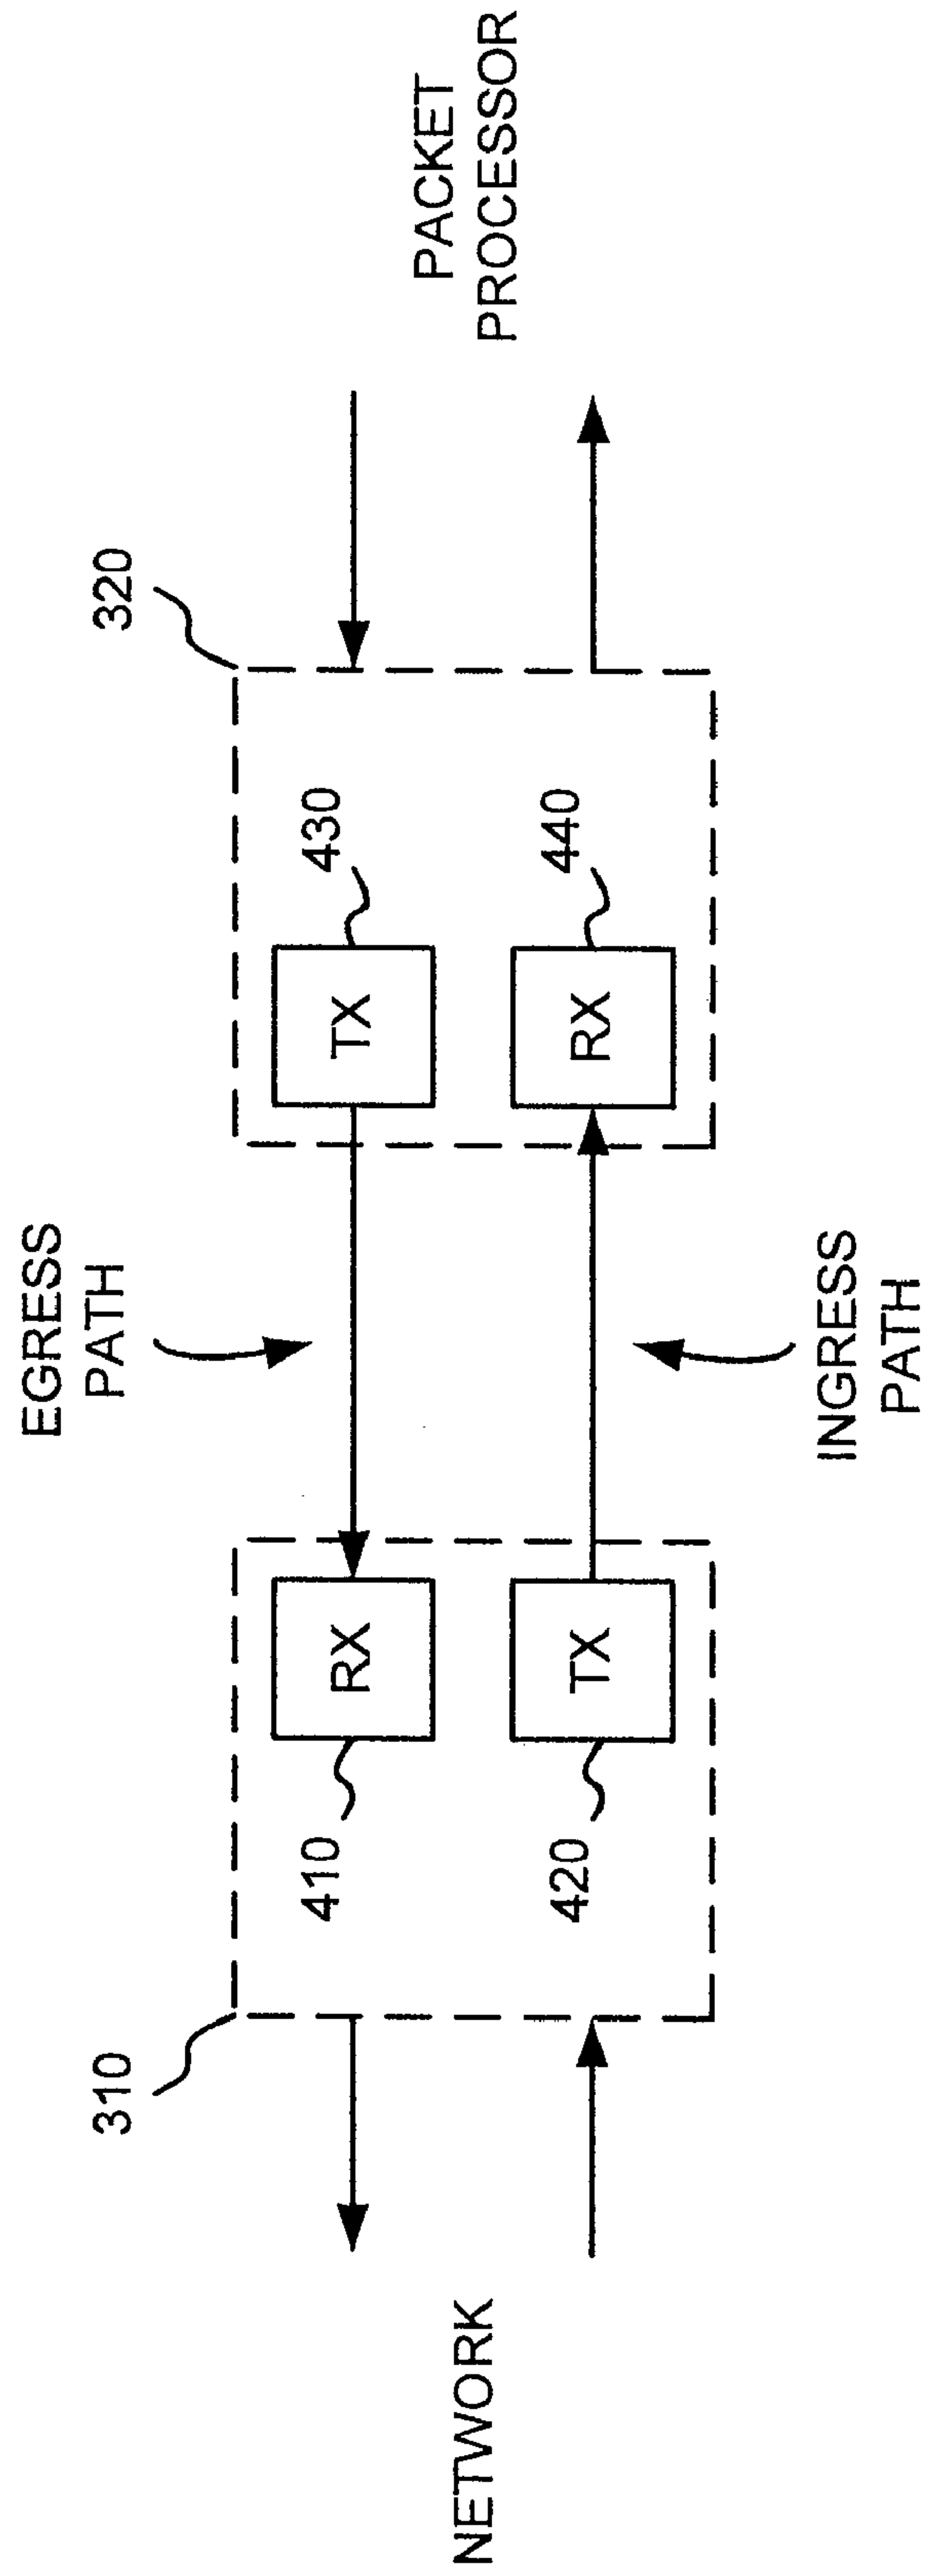 EGRESS
PATH
310
320
410
RX
TX
430
NETWORK
PACKET
PROCESSOR
420
TX
RX
440
INGRESS
PATH